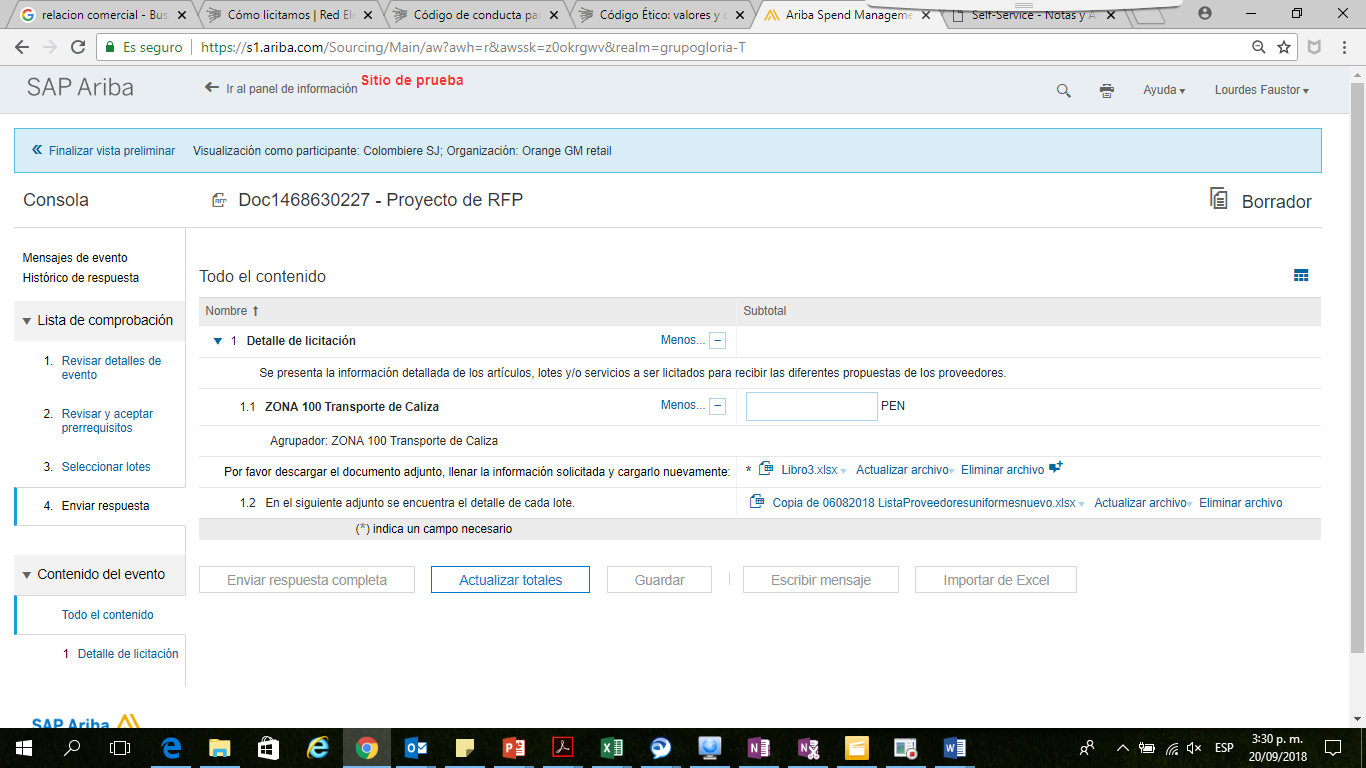 relacion comercial - Bus
Cómo licitamos | Red Ele
Código de conducta par
Código Ético: valores y c
Ariba Spend Manageme
Self-Service - Notas y A
Es seguro
https://s1.ariba.com/Sourcing/Main/aw?awh=r&awssk=z0okrgwv&realm=grupogloria-T
SAP Ariba
Ir al panel de información
Sitio de prueba
Ayuda
Lourdes Faustor
Finalizar vista preliminar
Visualización como participante: Colombiere SJ; Organización: Orange GM retail
Consola
RFP
Doc1468630227 - Proyecto de RFP
Borrador
Mensajes de evento
Histórico de respuesta
Lista de comprobación
1. Revisar detalles de
evento
2. Revisar y aceptar
prerrequisitos
3. Seleccionar lotes
4. Enviar respuesta
Contenido del evento
Todo el contenido
1 Detalle de licitación
Todo el contenido
Nombre ↑
Subtotal
1 Detalle de licitación
Menos... −
Se presenta la información detallada de los artículos, lotes y/o servicios a ser licitados para recibir las diferentes propuestas de los proveedores.
1.1 ZONA 100 Transporte de Caliza
Menos... −
PEN
Agrupador: ZONA 100 Transporte de Caliza
Por favor descargar el documento adjunto, llenar la información solicitada y cargarlo nuevamente:
* Libro3.xlsx
Actualizar archivo
Eliminar archivo
1.2 En el siguiente adjunto se encuentra el detalle de cada lote.
Copia de 06082018 ListaProveedoresuniformesnuevo.xlsx
Actualizar archivo
Eliminar archivo
(*) indica un campo necesario
Enviar respuesta completa
Actualizar totales
Guardar
Escribir mensaje
Importar de Excel
SAP Ariba
ESP
3:30 p. m.
20/09/2018